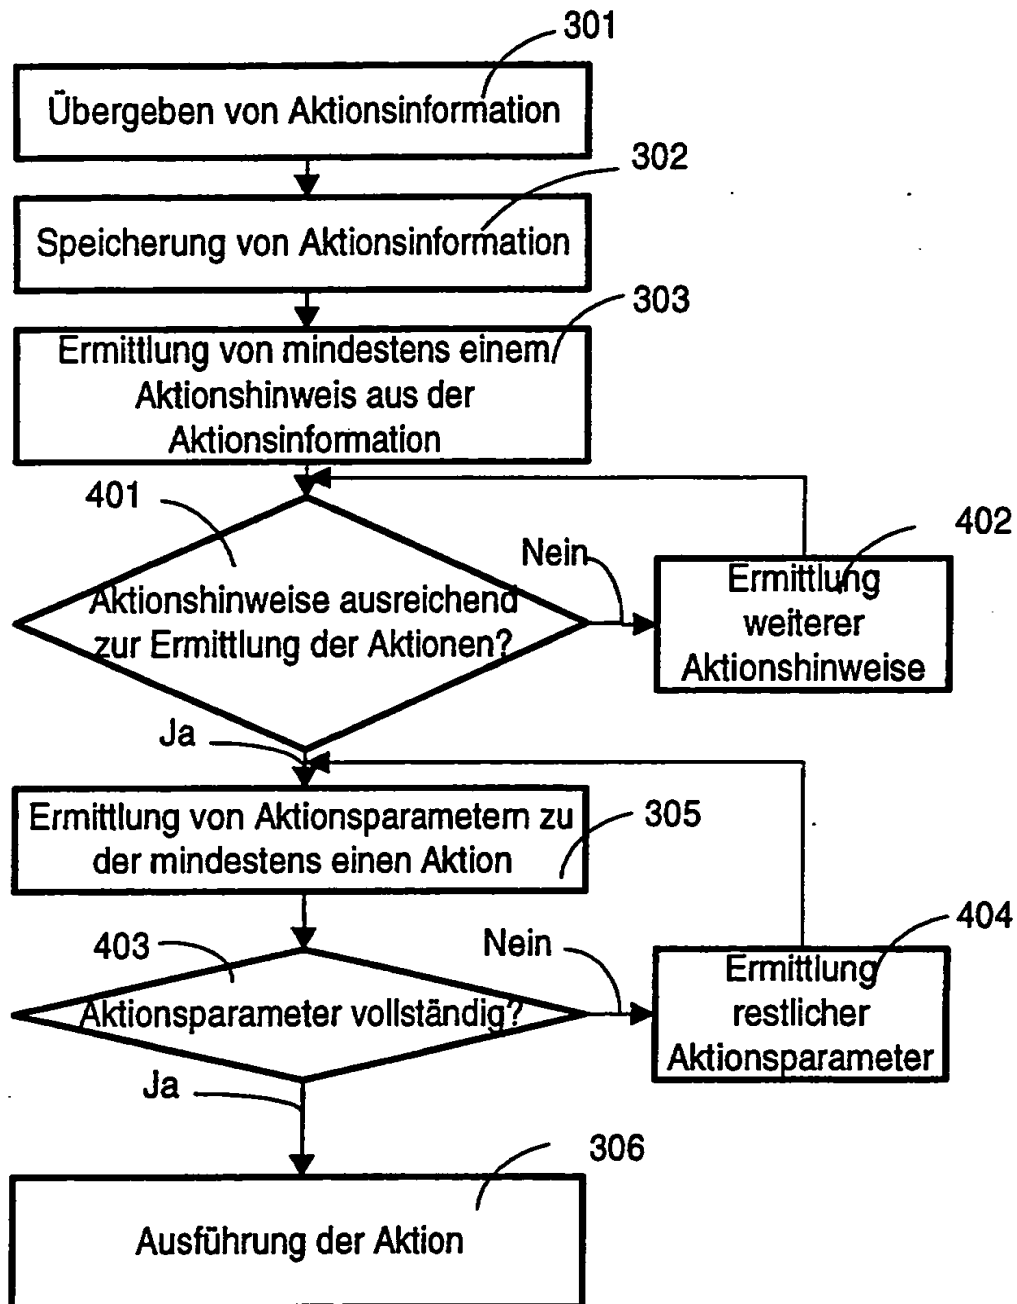 301
Übergeben von Aktionsinformation
302
Speicherung von Aktionsinformation
303
Ermittlung von mindestens einem
Aktionshinweis aus der
Aktionsinformation
401
Aktionshinweise ausreichend
zur Ermittlung der Aktionen?
Nein
402
Ermittlung
weiterer
Aktionshinweise
Ja
Ermittlung von Aktionsparametern zu
der mindestens einen Aktion
305
403
Aktionsparameter vollständig?
Nein
404
Ermittlung
restlicher
Aktionsparameter
Ja
306
Ausführung der Aktion